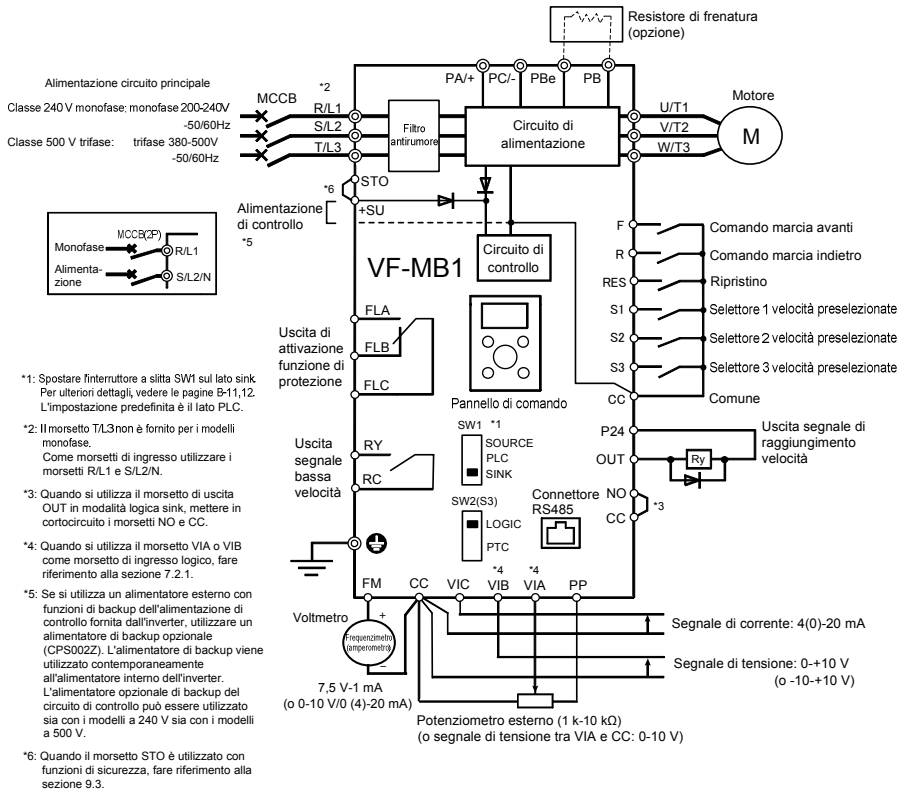 Resistore di frenatura
(opzione)
PA/+
PC/-
PBe
PB
Alimentazione circuito principale
Classe 240 V monofase: monofase 200-240V
-50/60Hz
Classe 500 V trifase: trifase 380-500V
-50/60Hz
MCCB
*2
R/L1
S/L2
T/L3
Filtro
antirumore
Circuito di
alimentazione
U/T1
V/T2
W/T3
Motore
M
*6
STO
Alimentazione
di controllo
*5
+SU
Circuito di
controllo
VF-MB1
MCCB(2P)
Monofase
R/L1
Alimenta-
zione
S/L2/N
F
Comando marcia avanti
R
Comando marcia indietro
RES
Ripristino
S1
Selettore 1 velocità preselezionate
S2
Selettore 2 velocità preselezionate
S3
Selettore 3 velocità preselezionate
CC
Comune
Uscita di
attivazione
funzione di
protezione
FLA
FLB
FLC
Pannello di comando
SW1 *1
SOURCE
PLC
SINK
P24
OUT
Ry
Uscita segnale di
raggiungimento
velocità
Uscita
segnale
bassa
velocità
RY
RC
SW2(S3)
LOGIC
PTC
Connettore
RS485
NO
CC
*3
*1: Spostare l'interruttore a slitta SW1 sul lato sink.
Per ulteriori dettagli, vedere le pagine B-11,12.
L'impostazione predefinita è il lato PLC.
*2: Il morsetto T/L3 non è fornito per i modelli
monofase.
Come morsetti di ingresso utilizzare i
morsetti R/L1 e S/L2/N.
*3: Quando si utilizza il morsetto di uscita
OUT in modalità logica sink, mettere in
cortocircuito i morsetti NO e CC.
*4: Quando si utilizza il morsetto VIA o VIB
come morsetto di ingresso logico, fare
riferimento alla sezione 7.2.1.
*5: Se si utilizza un alimentatore esterno con
funzioni di backup dell'alimentazione di
controllo fornita dall'inverter, utilizzare un
alimentatore di backup opzionale
(CPS002Z). L'alimentatore di backup viene
utilizzato contemporaneamente
all'alimentatore interno dell'inverter.
L'alimentatore opzionale di backup del
circuito di controllo può essere utilizzato
sia con i modelli a 240 V sia con i modelli
a 500 V.
*6: Quando il morsetto STO è utilizzato con
funzioni di sicurezza, fare riferimento alla
sezione 9.3.
*4
*4
FM
CC
VIC
VIB
VIA
PP
Voltmetro
+
Frequenzimetro
(amperometro)
−
7,5 V-1 mA
(o 0-10 V/0 (4)-20 mA)
Segnale di corrente: 4(0)-20 mA
Segnale di tensione: 0-+10 V
(o -10-+10 V)
Potenziometro esterno (1 k-10 kΩ)
(o segnale di tensione tra VIA e CC: 0-10 V)